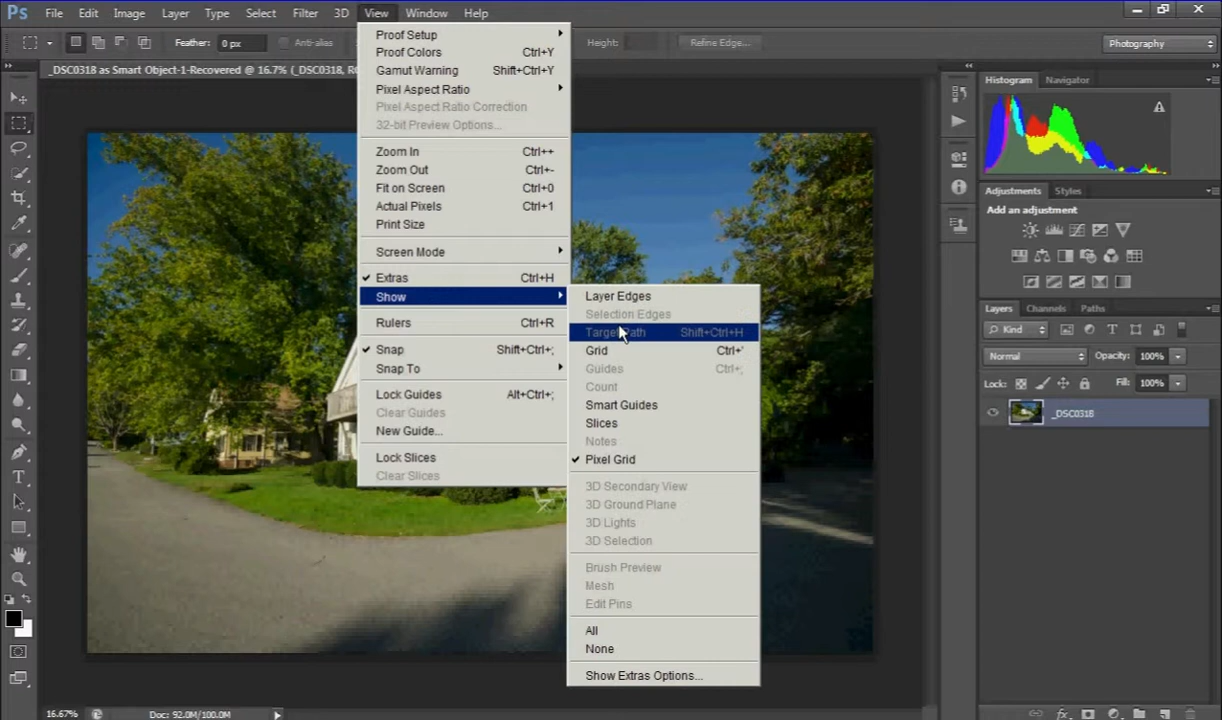 Ps File Edit Image Layer Type Select Filter 3D View Window Help
Feather: 0 px Anti-alias Height: Refine Edge... Photography
_DSC0318 as Smart Object-1-Recovered @ 16.7% (_DSC0318, RG
Proof Setup
Proof Colors Ctrl+Y
Gamut Warning Shift+Ctrl+Y
Pixel Aspect Ratio
Pixel Aspect Ratio Correction
32-bit Preview Options...
Zoom In Ctrl++
Zoom Out Ctrl+-
Fit on Screen Ctrl+0
Actual Pixels Ctrl+1
Print Size
Screen Mode
Extras Ctrl+H
Show
Rulers Ctrl+R
Snap Shift+Ctrl+;
Snap To
Lock Guides Alt+Ctrl+;
Clear Guides
New Guide...
Lock Slices
Clear Slices
Layer Edges
Selection Edges
Target Path Shift+Ctrl+H
Grid Ctrl+'
Guides Ctrl+;
Count
Smart Guides
Slices
Notes
Pixel Grid
3D Secondary View
3D Ground Plane
3D Lights
3D Selection
Brush Preview
Mesh
Edit Pins
All
None
Show Extras Options...
Histogram Navigator
Adjustments Styles
Add an adjustment
Layers Channels Paths
Kind
Normal Opacity: 100%
Lock: Fill: 100%
_DSC0318
16.67% Doc: 92.0M/100.0M